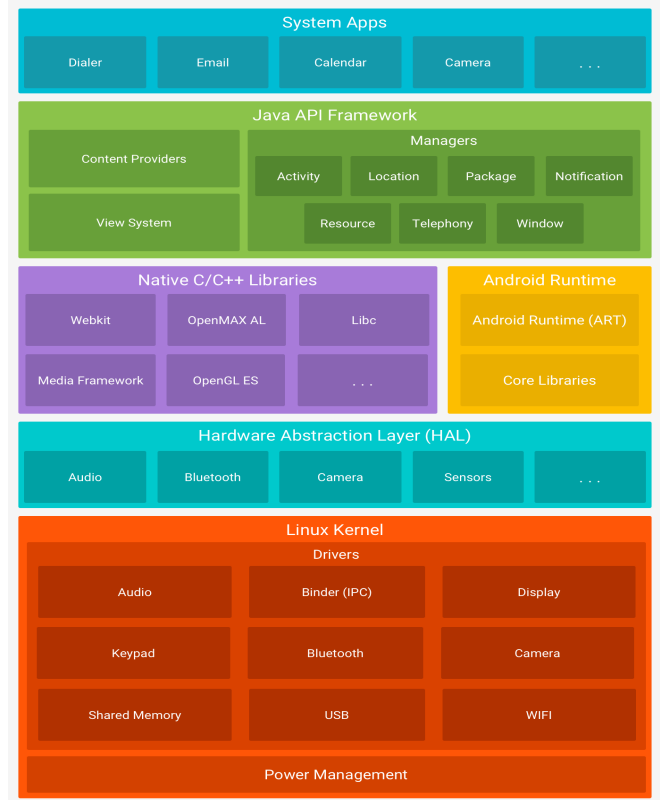 System Apps
Dialer
Email
Calendar
Camera
. . .
Java API Framework
Content Providers
View System
Managers
Activity
Location
Package
Notification
Resource
Telephony
Window
Native C/C++ Libraries
Webkit
OpenMAX AL
Libc
Media Framework
OpenGL ES
. . .
Android Runtime
Android Runtime (ART)
Core Libraries
Hardware Abstraction Layer (HAL)
Audio
Bluetooth
Camera
Sensors
. . .
Linux Kernel
Drivers
Audio
Binder (IPC)
Display
Keypad
Bluetooth
Camera
Shared Memory
USB
WIFI
Power Management